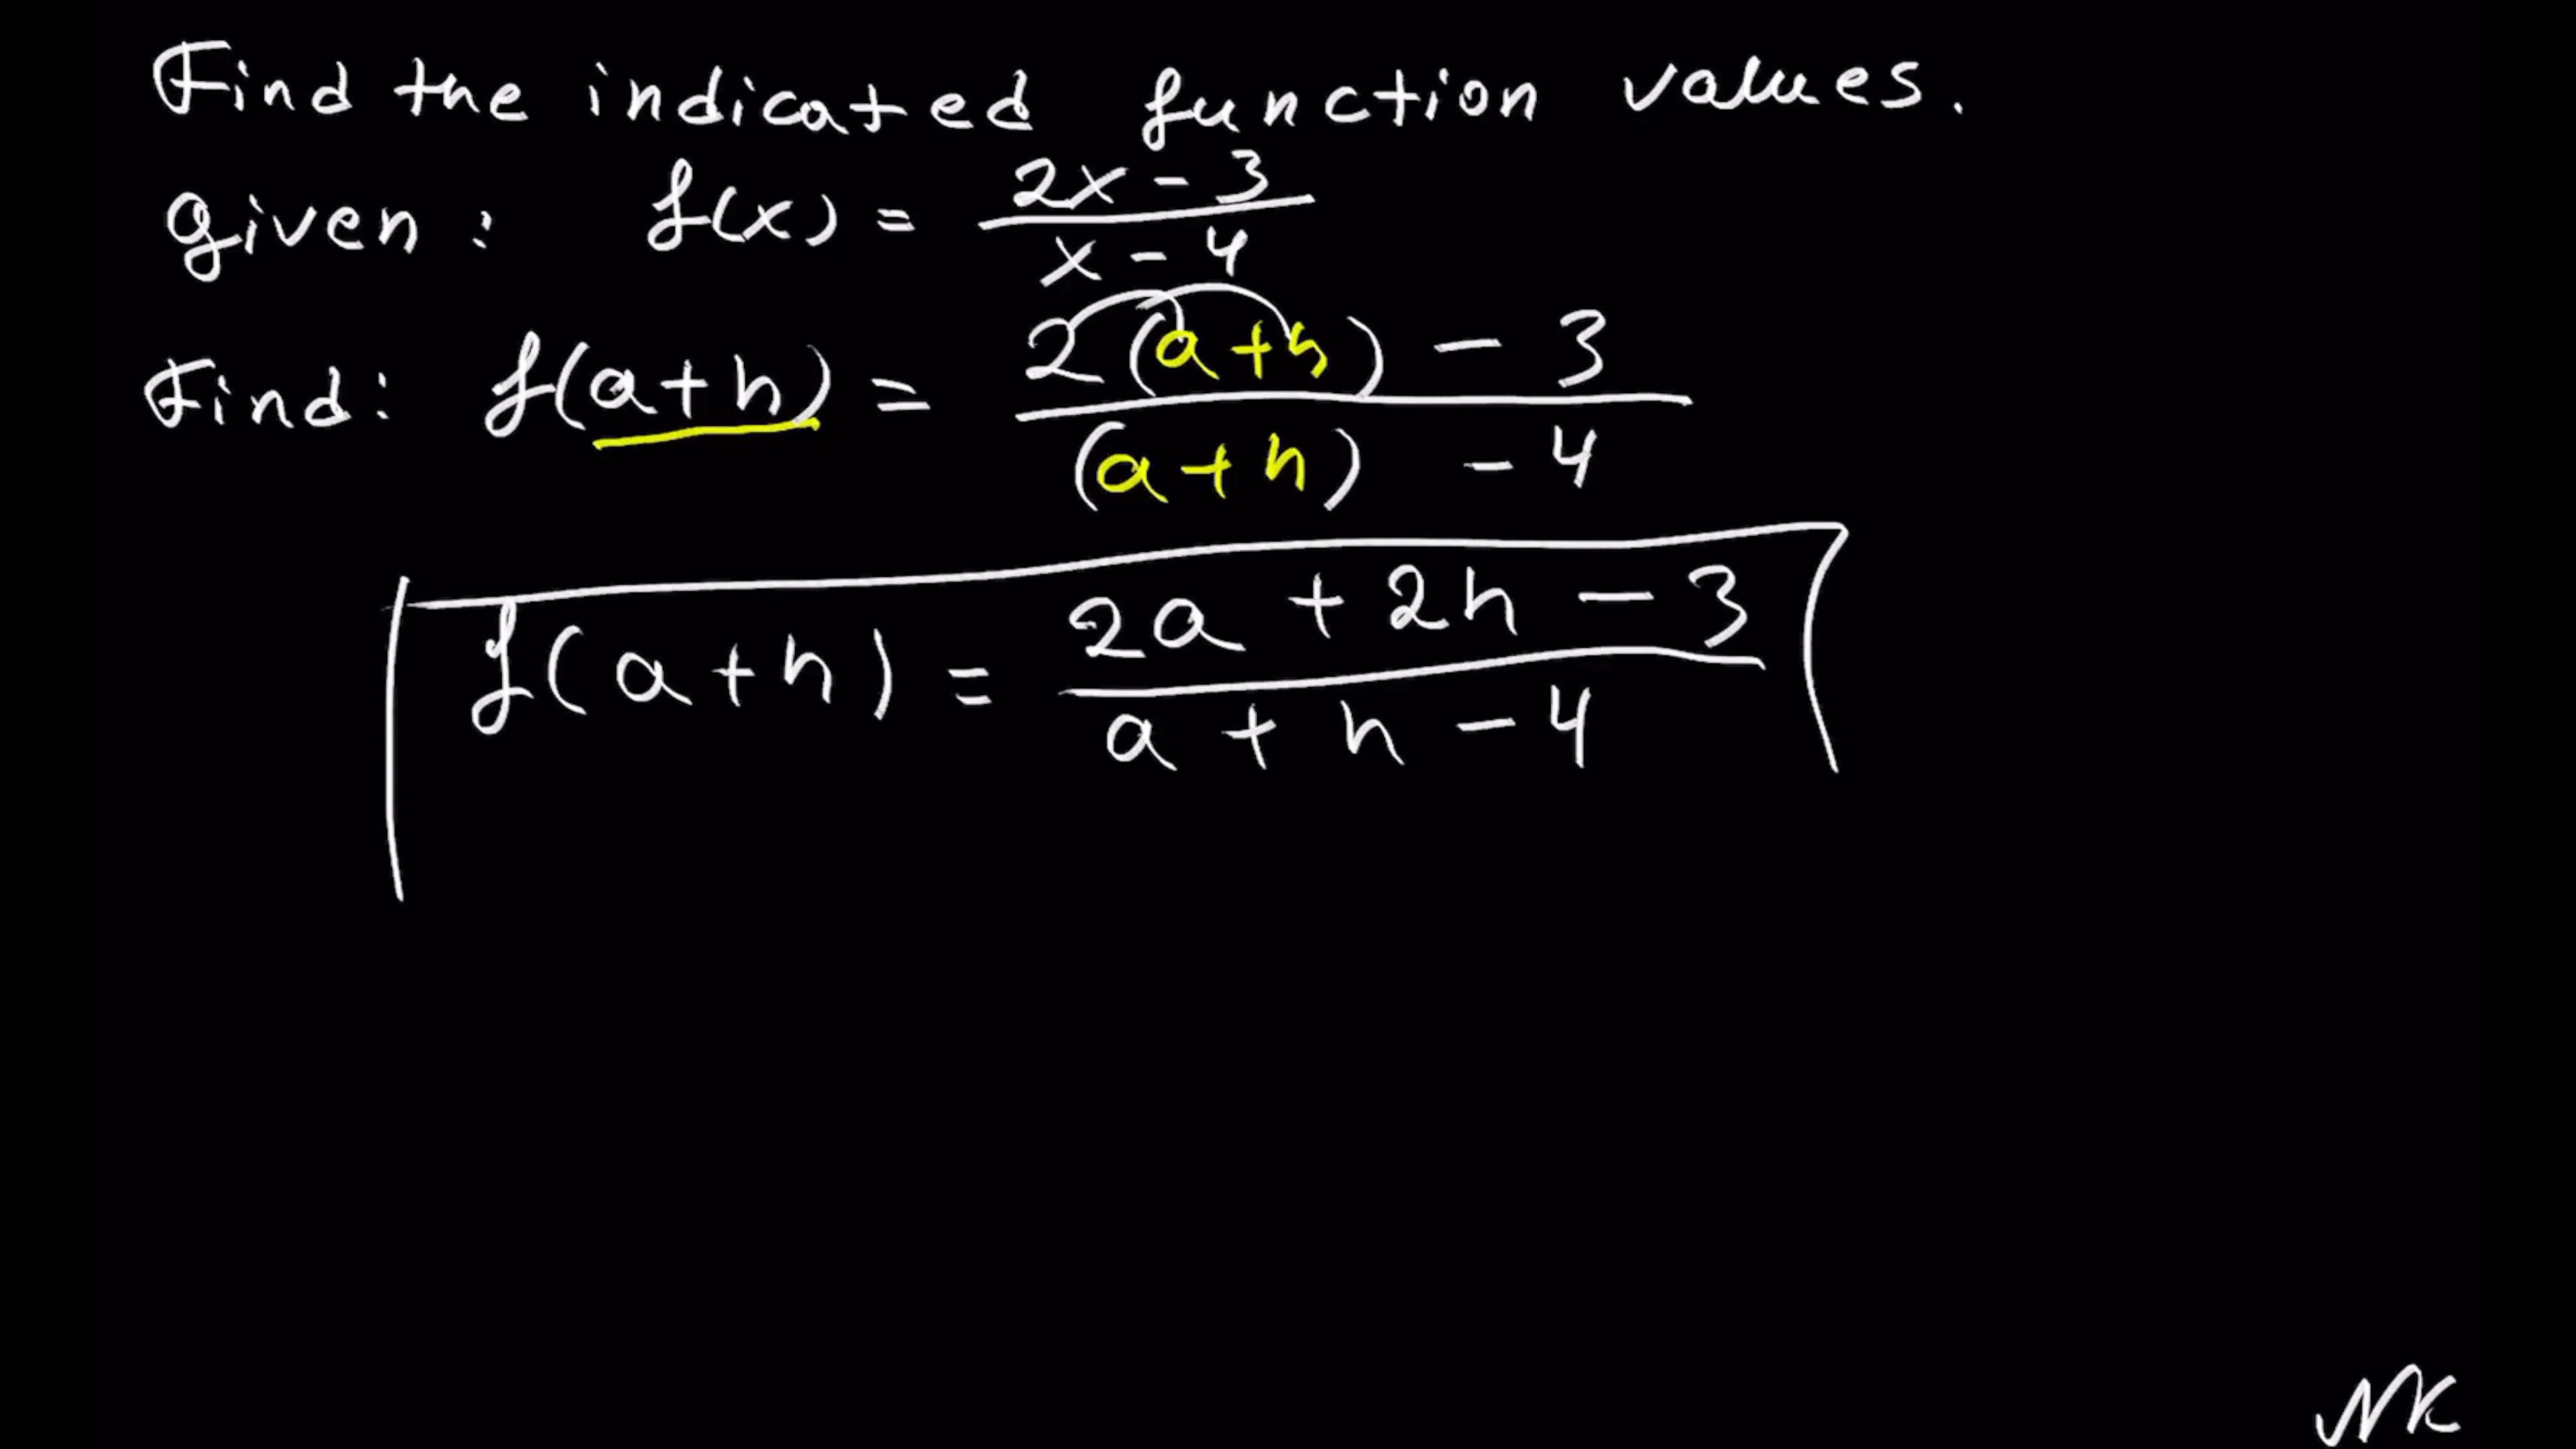 Find the indicated function values.
given: f(x) = (2x - 3)/(x - 4)
Find: f(a+h) = (2(a+h) - 3)/((a+h) - 4)
f(a+h) = (2a + 2h - 3)/(a + h - 4)
NK